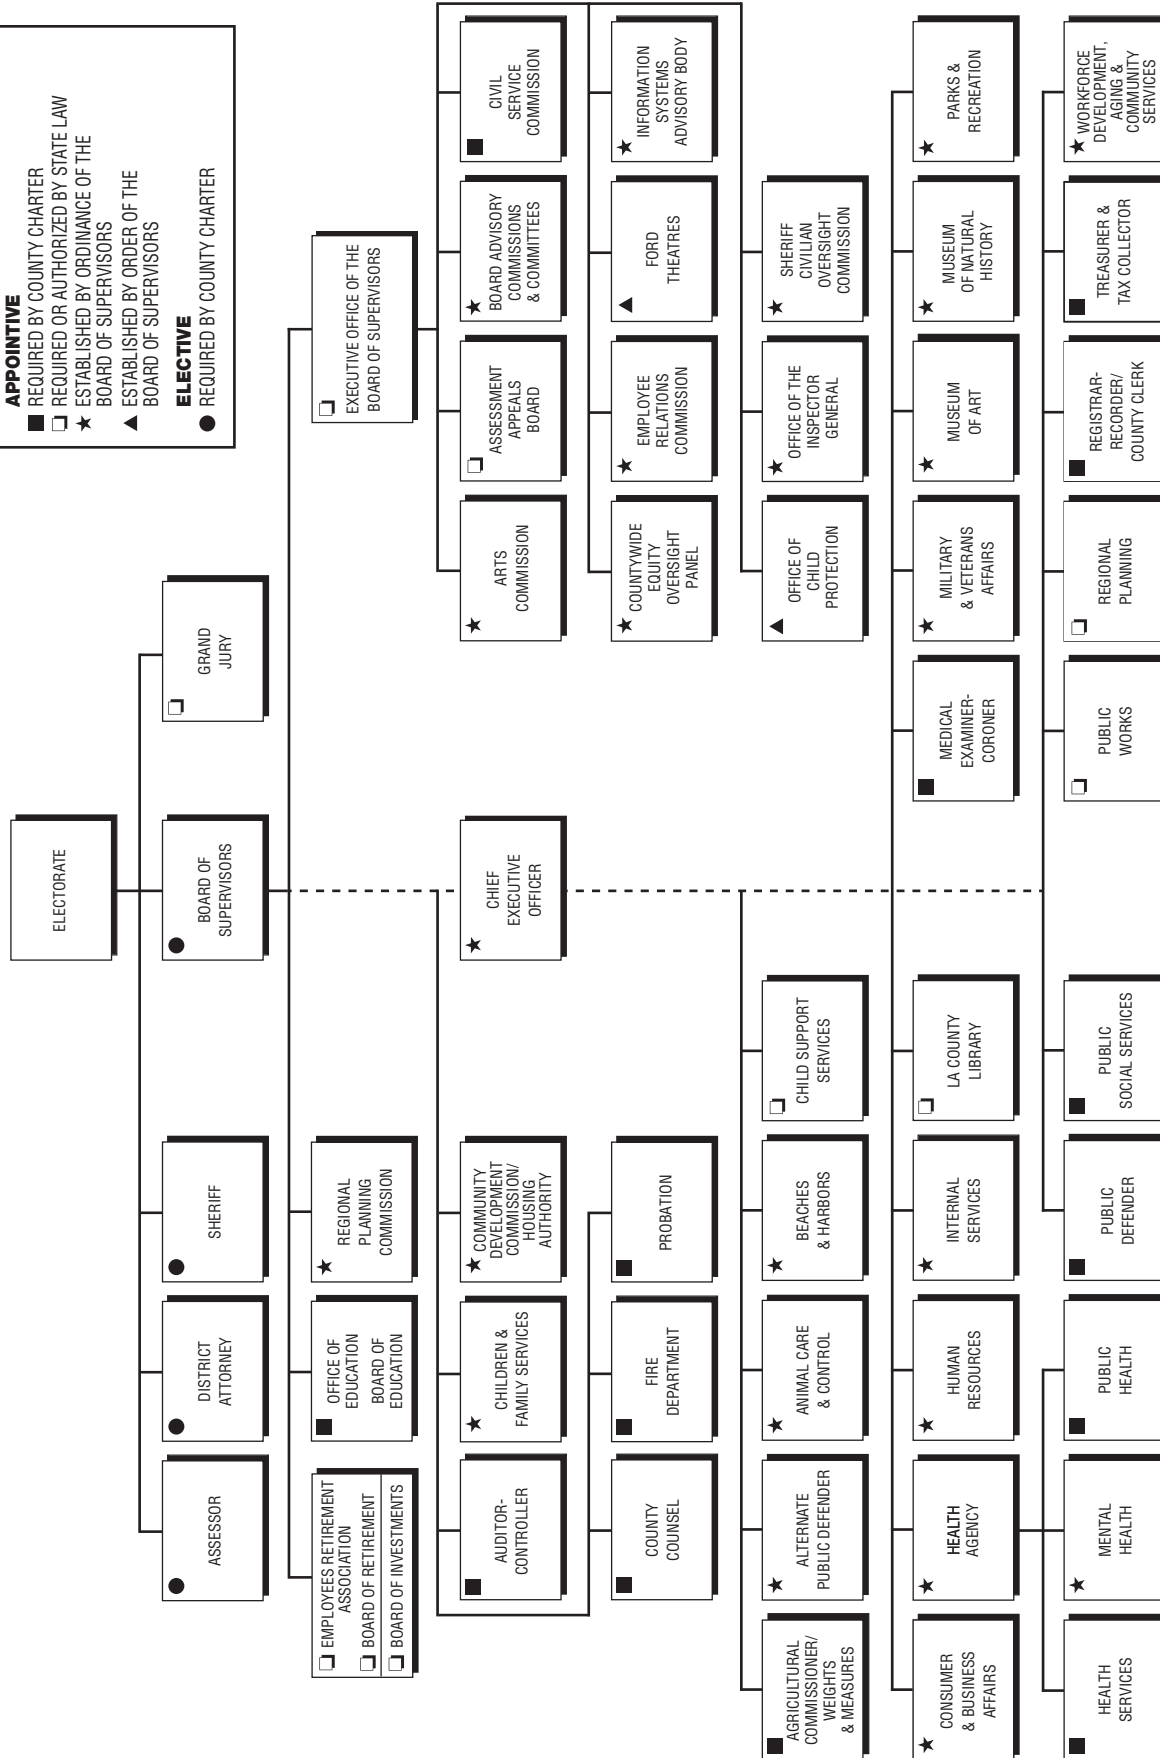 APPOINTIVE
REQUIRED BY COUNTY CHARTER
REQUIRED OR AUTHORIZED BY STATE LAW
ESTABLISHED BY ORDINANCE OF THE
BOARD OF SUPERVISORS
ESTABLISHED BY ORDER OF THE
BOARD OF SUPERVISORS
ELECTIVE
REQUIRED BY COUNTY CHARTER
ELECTORATE
ASSESSOR
DISTRICT
ATTORNEY
SHERIFF
BOARD OF
SUPERVISORS
GRAND
JURY
EMPLOYEES RETIREMENT
ASSOCIATION
BOARD OF RETIREMENT
BOARD OF INVESTMENTS
OFFICE OF
EDUCATION
BOARD OF
EDUCATION
REGIONAL
PLANNING
COMMISSION
EXECUTIVE OFFICE OF THE
BOARD OF SUPERVISORS
AUDITOR-
CONTROLLER
CHILDREN &
FAMILY SERVICES
COMMUNITY
DEVELOPMENT
COMMISSION/
HOUSING
AUTHORITY
CHIEF
EXECUTIVE
OFFICER
ARTS
COMMISSION
ASSESSMENT
APPEALS
BOARD
BOARD ADVISORY
COMMISSIONS
& COMMITTEES
CIVIL
SERVICE
COMMISSION
COUNTY
COUNSEL
FIRE
DEPARTMENT
PROBATION
COUNTYWIDE
EQUITY
OVERSIGHT
PANEL
EMPLOYEE
RELATIONS
COMMISSION
FORD
THEATRES
INFORMATION
SYSTEMS
ADVISORY BODY
AGRICULTURAL
COMMISSIONER/
WEIGHTS
& MEASURES
ALTERNATE
PUBLIC DEFENDER
ANIMAL CARE
& CONTROL
BEACHES
& HARBORS
CHILD SUPPORT
SERVICES
OFFICE OF
CHILD
PROTECTION
OFFICE OF THE
INSPECTOR
GENERAL
SHERIFF
CIVILIAN
OVERSIGHT
COMMISSION
CONSUMER
& BUSINESS
AFFAIRS
HEALTH
AGENCY
HUMAN
RESOURCES
INTERNAL
SERVICES
LA COUNTY
LIBRARY
MEDICAL
EXAMINER-
CORONER
MILITARY
& VETERANS
AFFAIRS
MUSEUM
OF ART
MUSEUM
OF NATURAL
HISTORY
PARKS &
RECREATION
HEALTH
SERVICES
MENTAL
HEALTH
PUBLIC
HEALTH
PUBLIC
DEFENDER
PUBLIC
SOCIAL SERVICES
PUBLIC
WORKS
REGIONAL
PLANNING
REGISTRAR-
RECORDER/
COUNTY CLERK
TREASURER &
TAX COLLECTOR
WORKFORCE
DEVELOPMENT,
AGING &
COMMUNITY
SERVICES